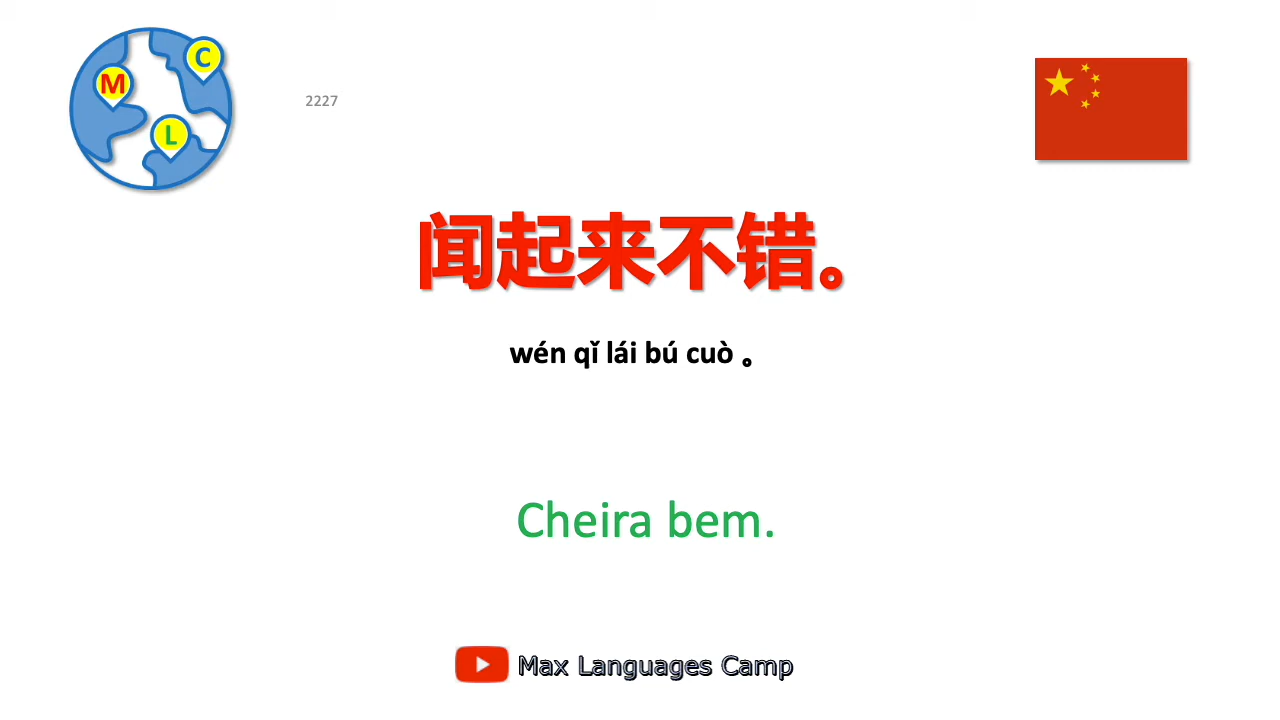 M
C
L
2227
闻起来不错。
wén qǐ lái bú cuò 。
Cheira bem.
Max Languages Camp